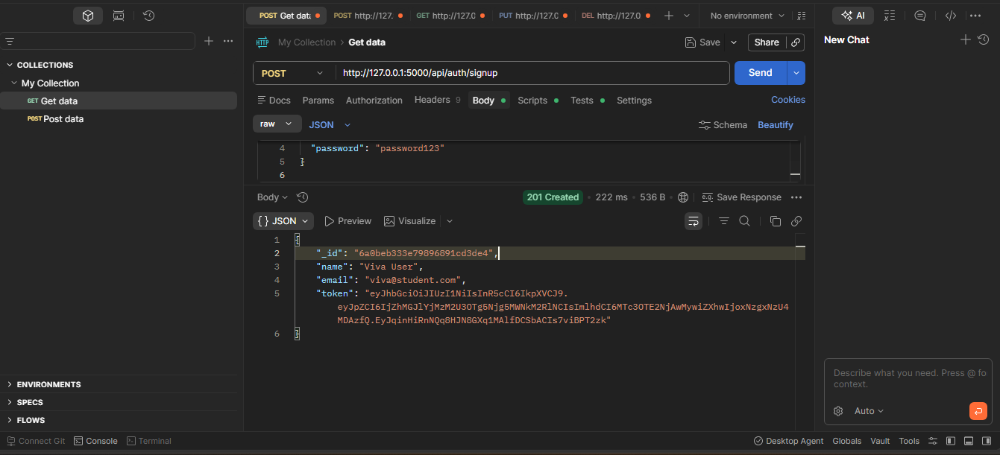 POST Get data
POST http://127.
GET http://127.0
PUT http://127.0
DEL http://127.0
No environment
AI
My Collection > Get data
Save
Share
New Chat
COLLECTIONS
My Collection
GET Get data
POST Post data
POST
http://127.0.0.1:5000/api/auth/signup
Send
Docs Params Authorization Headers 9 Body Scripts Tests Settings Cookies
raw JSON Schema Beautify
4 "password": "password123"
5 }
6
Body 201 Created 222 ms 536 B e.g. Save Response
{} JSON Preview Visualize
1 {
2 "_id": "6a0beb333e79896891cd3de4",
3 "name": "Viva User",
4 "email": "viva@student.com",
5 "token": "eyJhbGciOiJIUzI1NiIsInR5cCI6IkpXVCJ9.
eyJpZCI6IjZhMGJlYjMzM2U3OTg5Njg5MWNkM2RlNCIsImlhdCI6MTc3OTE2NjAwMywiZXhwIjoxNzgxNzU4
MDAzfQ.EyJqinHiRnNQq8HJN8GXq1MAlfDCSbACIs7viBPT2zk"
6 }
ENVIRONMENTS
SPECS
FLOWS
Describe what you need. Press @ fo
context.
Auto
Connect Git Console Terminal
Desktop Agent Globals Vault Tools